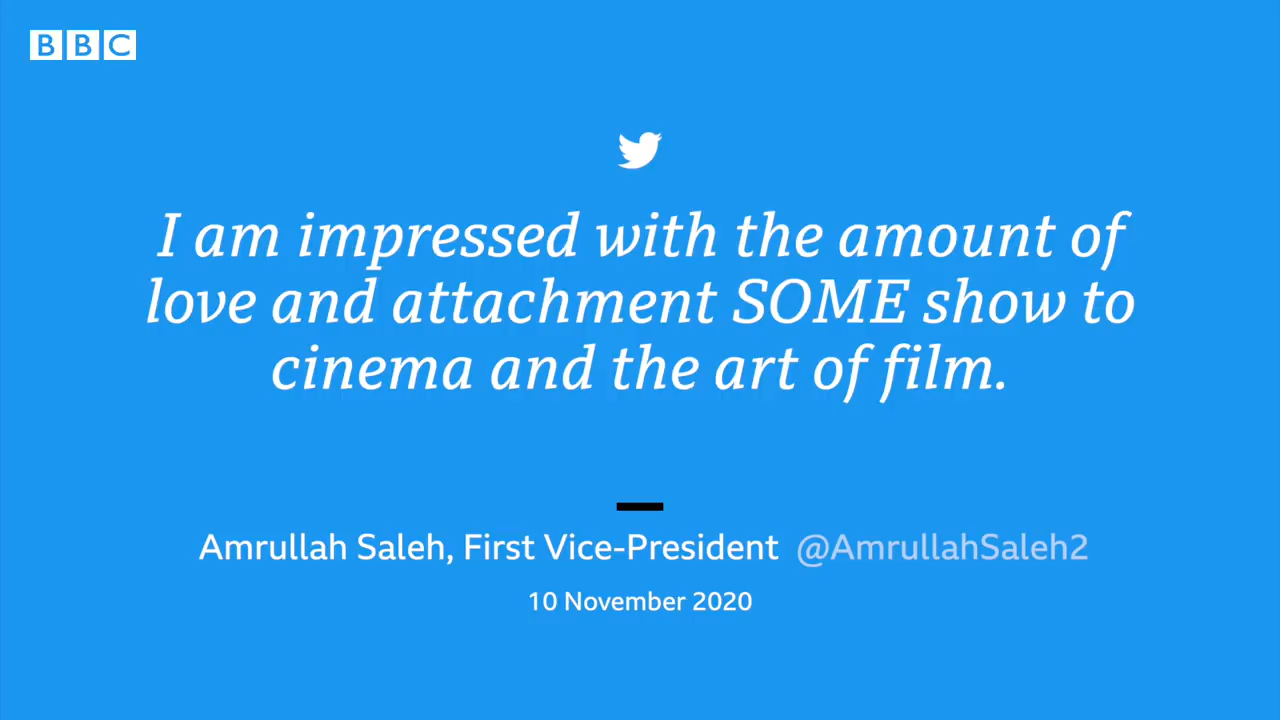 BBC
I am impressed with the amount of
love and attachment SOME show to
cinema and the art of film.
Amrullah Saleh, First Vice-President @AmrullahSaleh2
10 November 2020